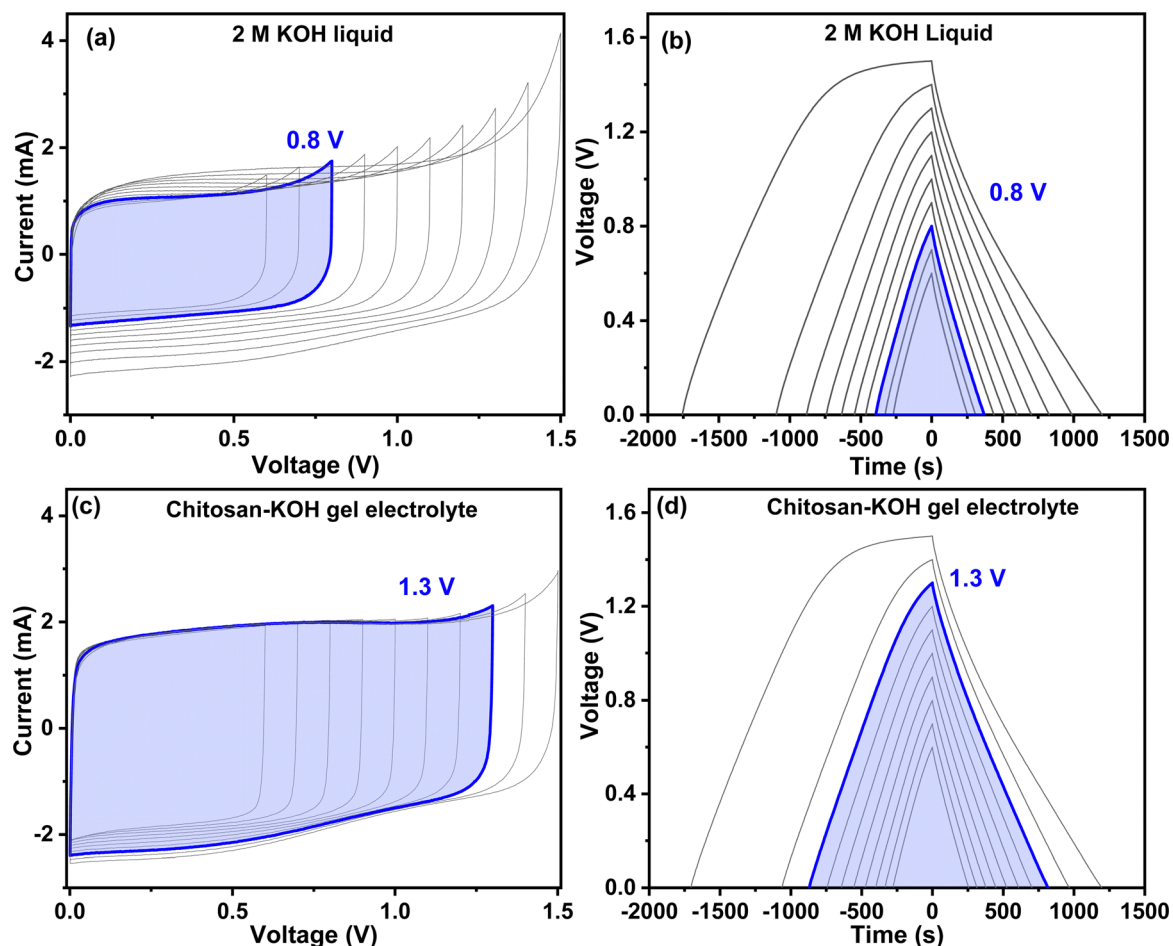 (a)
2 M KOH liquid
0.8 V
Current (mA)
4
2
0
-2
0.0
0.5
1.0
1.5
Voltage (V)
(b)
2 M KOH Liquid
0.8 V
Voltage (V)
1.6
1.2
0.8
0.4
0.0
-2000
-1500
-1000
-500
0
500
1000
1500
Time (s)
(c)
Chitosan-KOH gel electrolyte
1.3 V
Current (mA)
4
2
0
-2
0.0
0.5
1.0
1.5
Voltage (V)
(d)
Chitosan-KOH gel electrolyte
1.3 V
Voltage (V)
1.6
1.2
0.8
0.4
0.0
-2000
-1500
-1000
-500
0
500
1000
1500
Time (s)